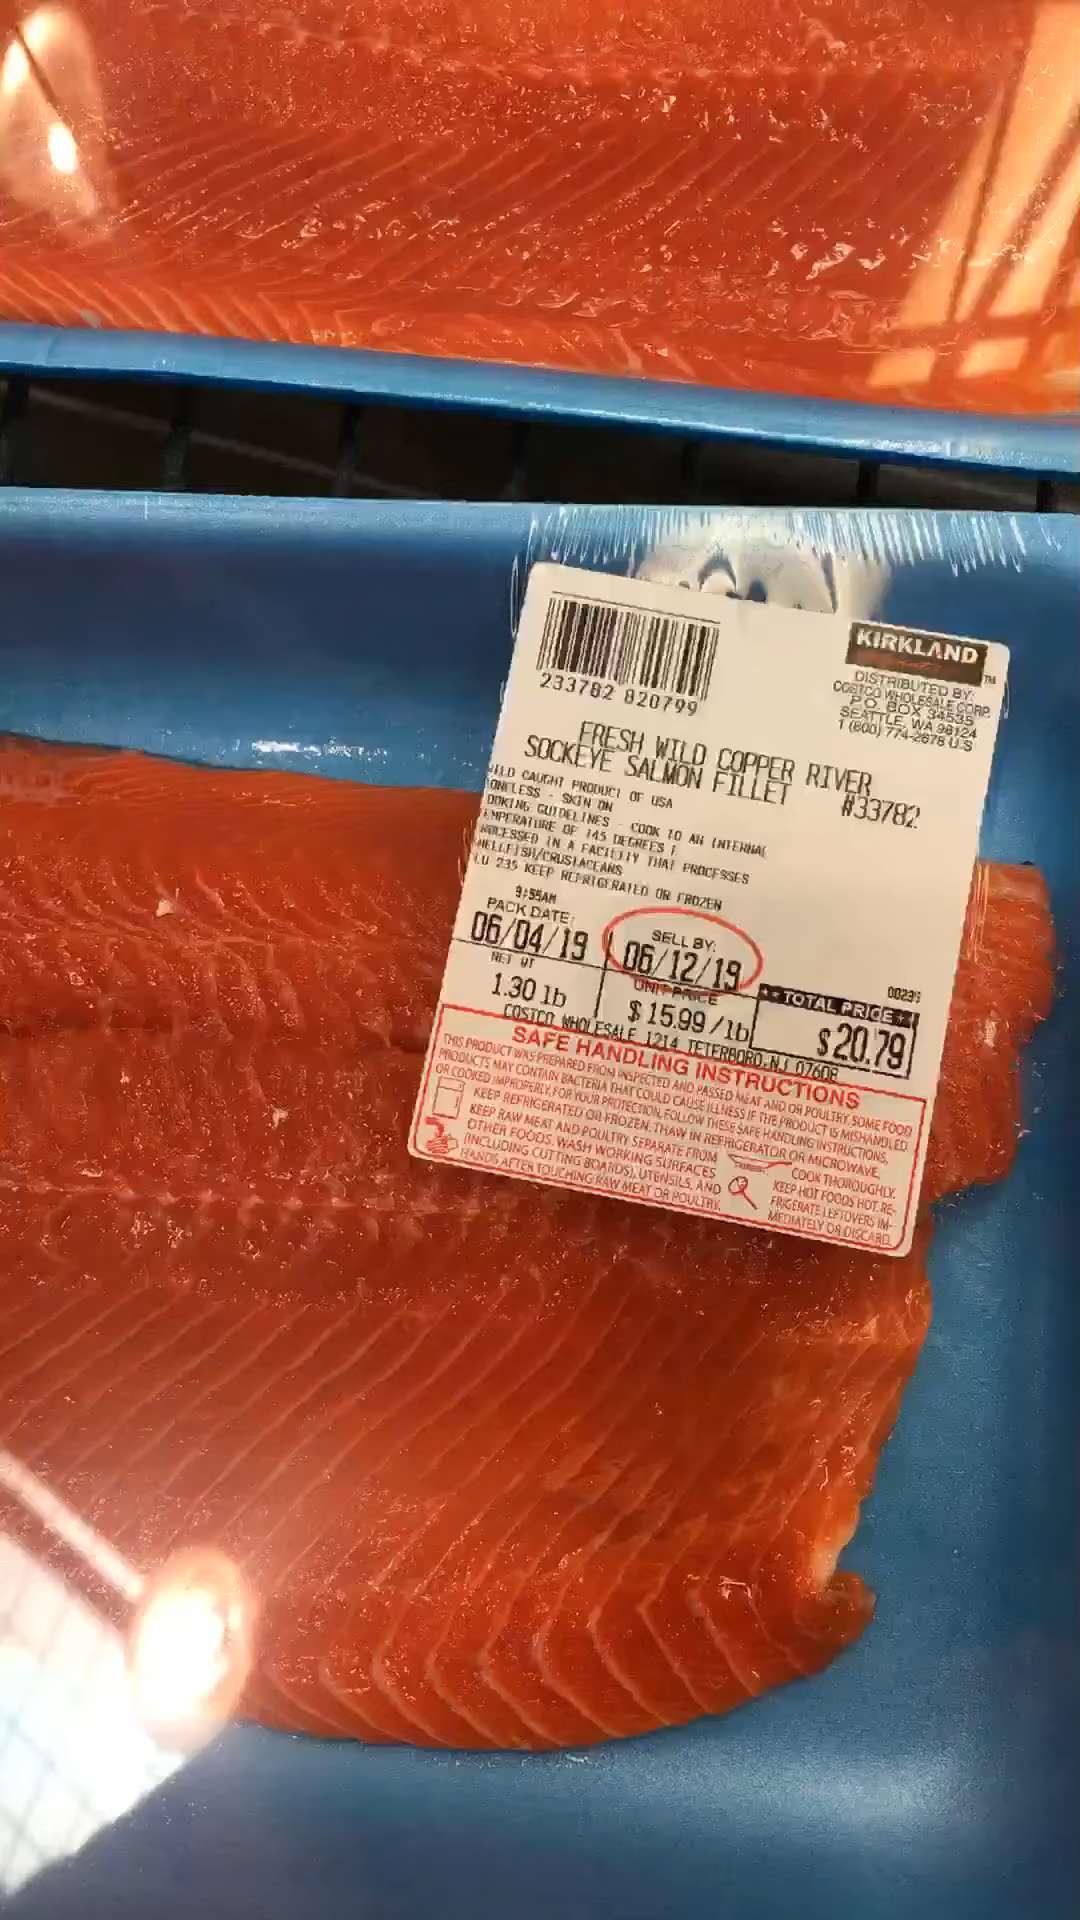 233782 820799
KIRKLAND
TM
DISTRIBUTED BY:
COSTCO WHOLESALE CORP.
P.O. BOX 34535
SEATTLE, WA 98124
1 (800) 774-2678 U.S
FRESH WILD COPPER RIVER
SOCKEYE SALMON FILLET #33782
ILD CAUGHT PRODUCT OF USA
ONELESS - SKIN ON
OOKING GUIDELINES - COOK TO AN INTERNAL
EMPERATURE OF 145 DEGREES F
ROCESSED IN A FACILITY THAT PROCESSES
HELLFISH/CRUSTACEANS
LU 235 KEEP REFRIGERATED OR FROZEN
9:55AM
PACK DATE: SELL BY:
06/04/19 06/12/19
00235
NET WT UNIT PRICE **TOTAL PRICE**
1.30 lb $15.99/lb $20.79
COSTCO WHOLESALE 1214 TETERBORO,NJ 07608
SAFE HANDLING INSTRUCTIONS
THIS PRODUCT WAS PREPARED FROM INSPECTED AND PASSED MEAT AND OR POULTRY. SOME FOOD
PRODUCTS MAY CONTAIN BACTERIA THAT COULD CAUSE ILLNESS IF THE PRODUCT IS MISHANDLED
OR COOKED IMPROPERLY. FOR YOUR PROTECTION, FOLLOW THESE SAFE HANDLING INSTRUCTIONS.
KEEP REFRIGERATED OR FROZEN. THAW IN REFRIGERATOR OR MICROWAVE.
KEEP RAW MEAT AND POULTRY SEPARATE FROM
OTHER FOODS. WASH WORKING SURFACES
(INCLUDING CUTTING BOARDS), UTENSILS, AND
HANDS AFTER TOUCHING RAW MEAT OR POULTRY.
COOK THOROUGHLY.
KEEP HOT FOODS HOT. RE-
FRIGERATE LEFTOVERS IM-
MEDIATELY OR DISCARD.